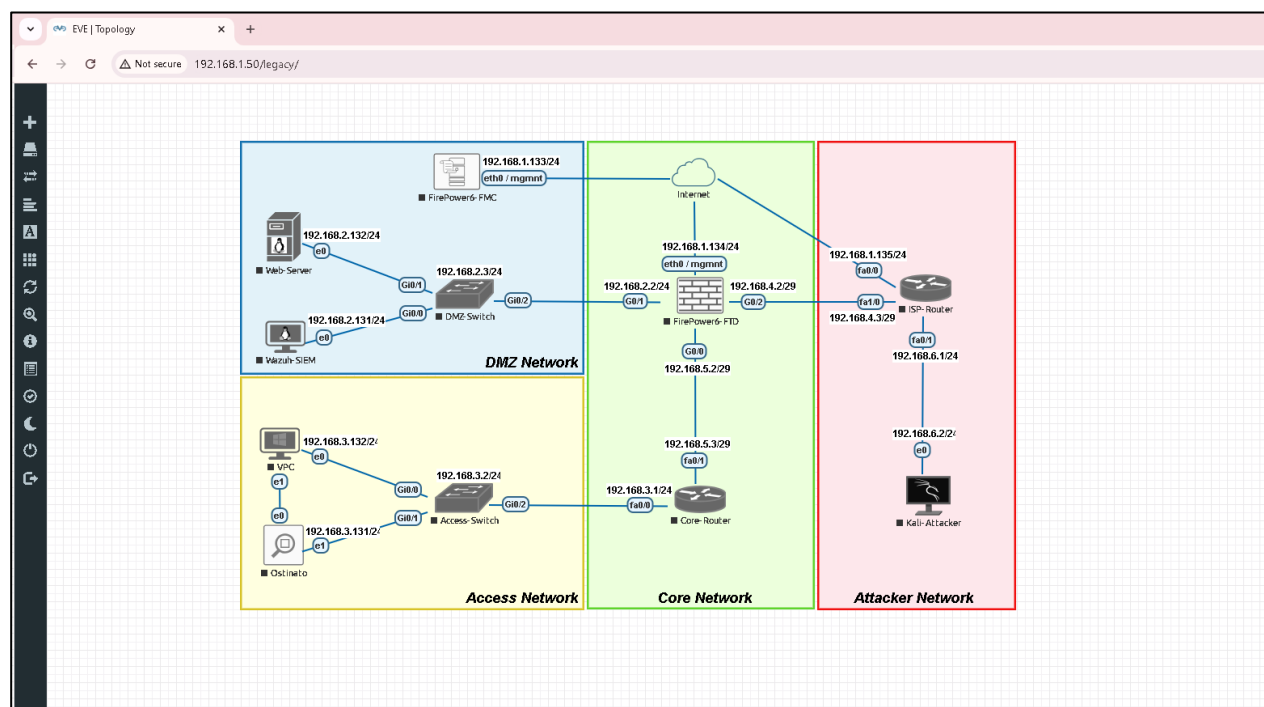 EVE | Topology
Not secure
192.168.1.50/legacy/
192.168.1.133/24
eth0 / mgmnt
FirePower6-FMC
192.168.2.132/24
e0
Web-Server
Gi0/1
192.168.2.3/24
Gi0/2
DMZ-Switch
Gi0/0
192.168.2.131/24
e0
Wazuh-SIEM
DMZ Network
Internet
192.168.1.134/24
eth0 / mgmnt
192.168.2.2/24
G0/1
192.168.4.2/29
G0/2
FirePower6-FTD
G0/0
192.168.5.2/29
192.168.5.3/29
fa0/1
192.168.3.1/24
fa0/0
Core-Router
Core Network
192.168.1.135/24
fa0/0
fa1/0
192.168.4.3/29
ISP-Router
fa0/1
192.168.6.1/24
192.168.6.2/24
e0
Kali-Attacker
Attacker Network
192.168.3.132/24
e0
VPC
e1
e0
192.168.3.131/24
e1
Ostinato
Gi0/0
192.168.3.2/24
Gi0/2
Access-Switch
Gi0/1
Access Network